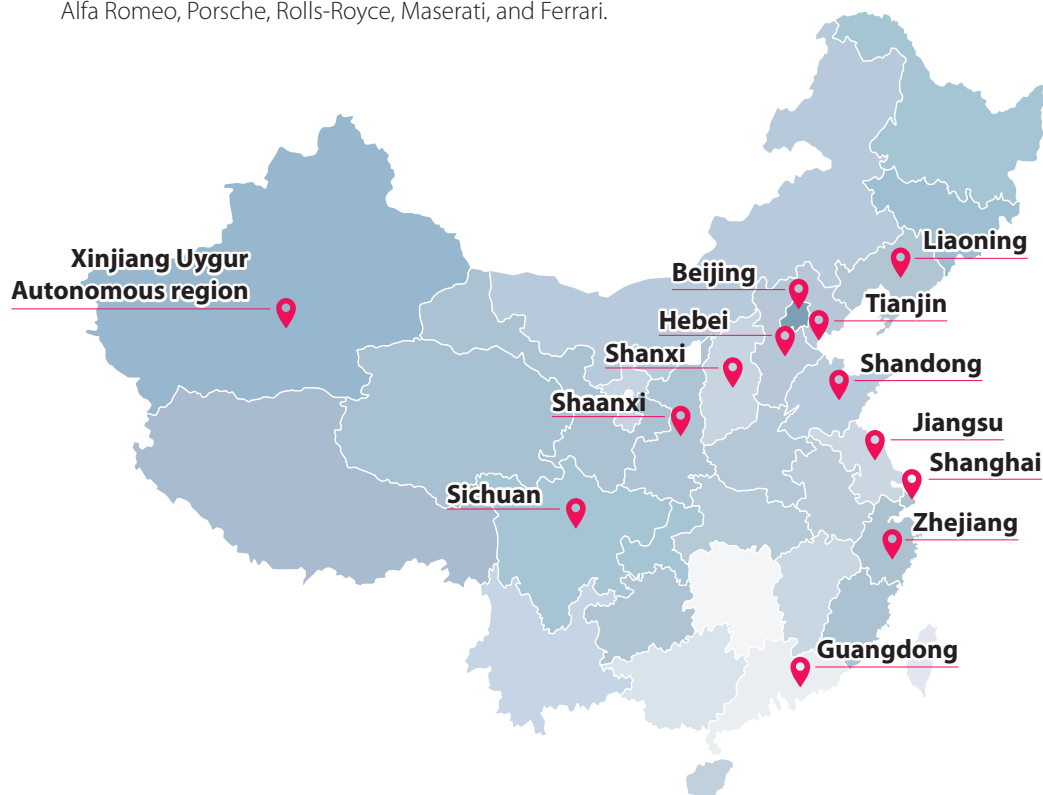 Alfa Romeo, Porsche, Rolls-Royce, Maserati, and Ferrari.
Liaoning
Xinjiang Uygur
Autonomous region
Beijing
Tianjin
Hebei
Shanxi
Shandong
Shaanxi
Jiangsu
Shanghai
Sichuan
Zhejiang
Guangdong